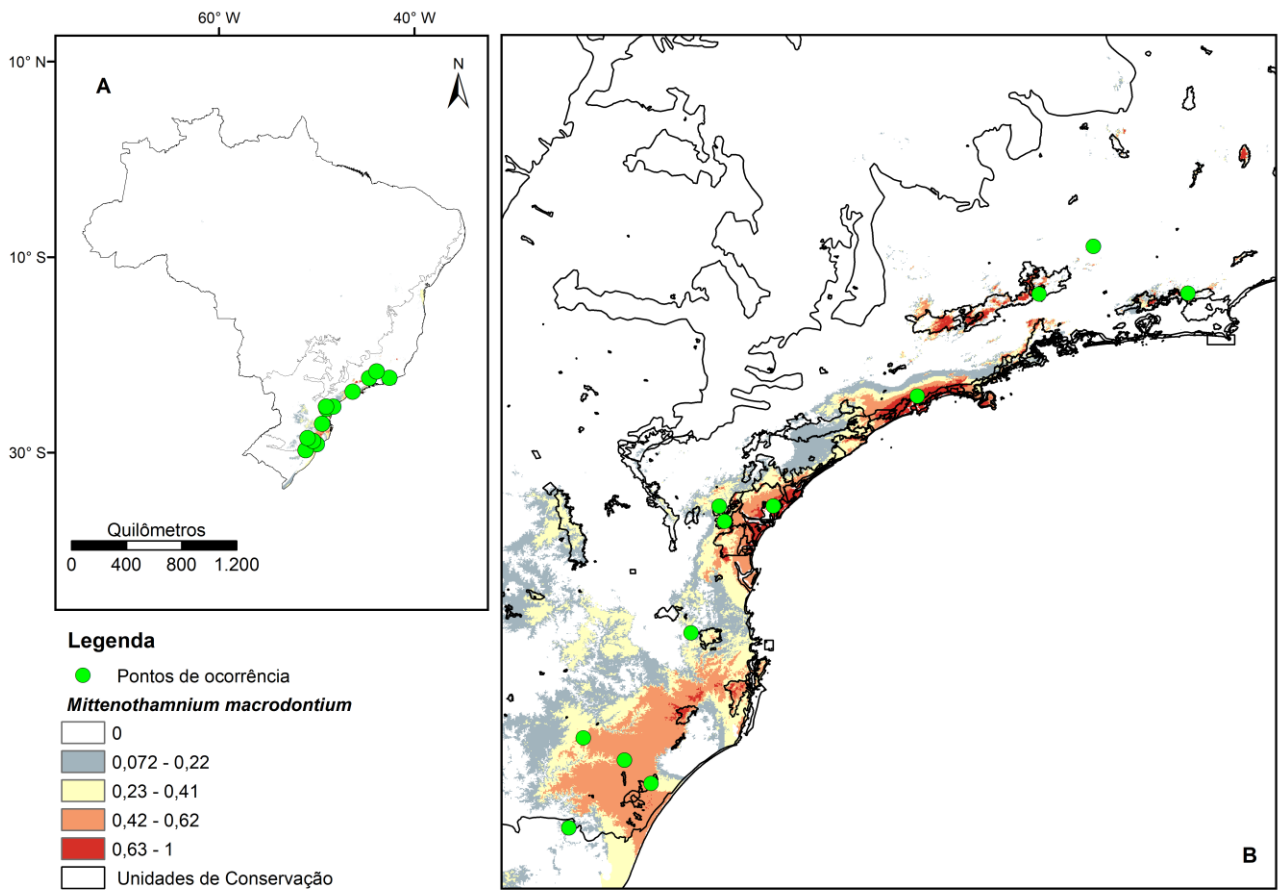 60° W 40° W
10° S
A
N
10° S
30° S
Quilômetros
0 400 800 1.200
B
Legenda
Pontos de ocorrência
Mittenothamnium macrodontium
0
0,072 - 0,22
0,23 - 0,41
0,42 - 0,62
0,63 - 1
Unidades de Conservação